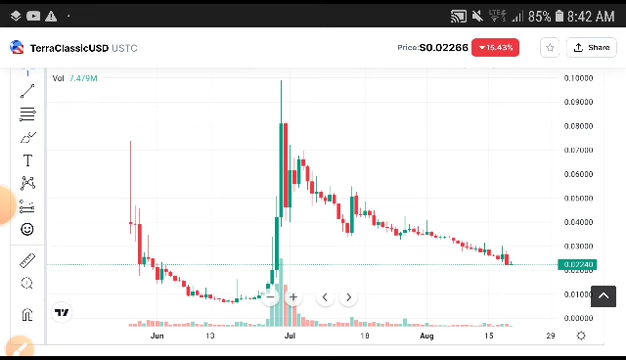 LTE 85% 8:42 AM
TerraClassicUSD USTC Price:$0.02266 ▼15.43% Share
Vol 7.479M
0.10000
0.09000
0.08000
0.07000
0.06000
0.05000
0.04000
0.03000
0.02240
0.01000
0.00000
T
Jun 13 Jul 18 Aug 15 29